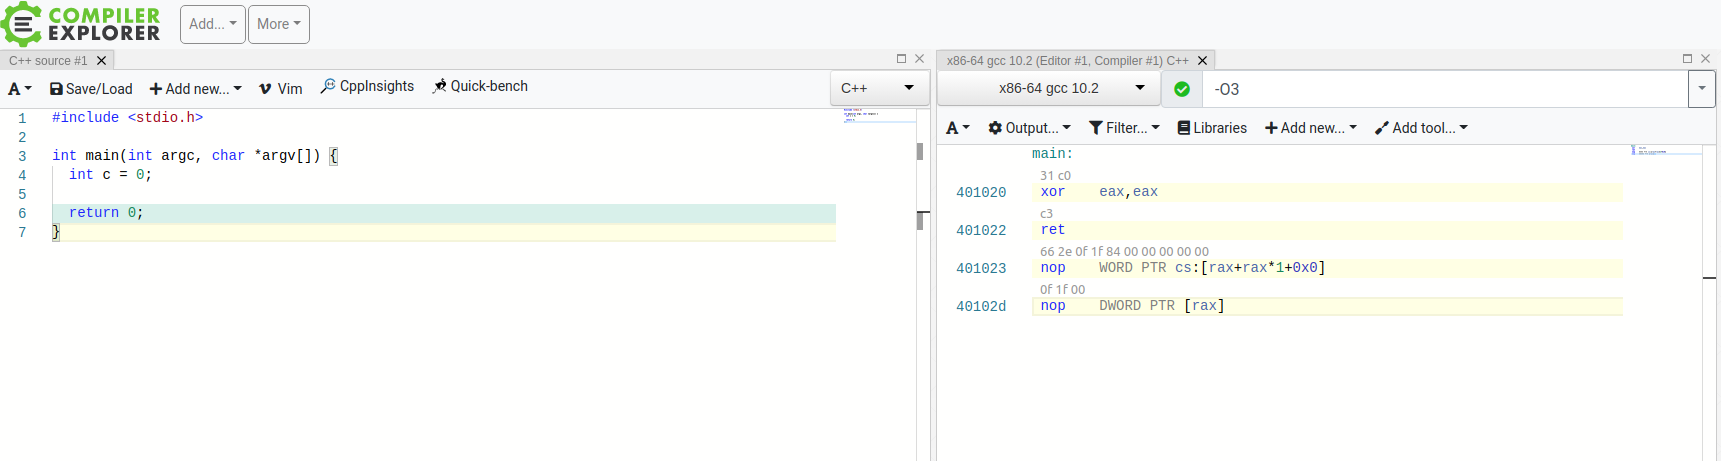 COMPILER
EXPLORER
Add...
More
C++ source #1
A
Save/Load
Add new...
Vim
CppInsights
Quick-bench
C++
1 #include <stdio.h>
2
3 int main(int argc, char *argv[]) {
4 int c = 0;
5
6 return 0;
7 }
x86-64 gcc 10.2 (Editor #1, Compiler #1) C++
x86-64 gcc 10.2
-O3
A
Output...
Filter...
Libraries
Add new...
Add tool...
main:
31 c0
401020 xor eax,eax
c3
401022 ret
66 2e 0f 1f 84 00 00 00 00 00
401023 nop WORD PTR cs:[rax+rax*1+0x0]
0f 1f 00
40102d nop DWORD PTR [rax]